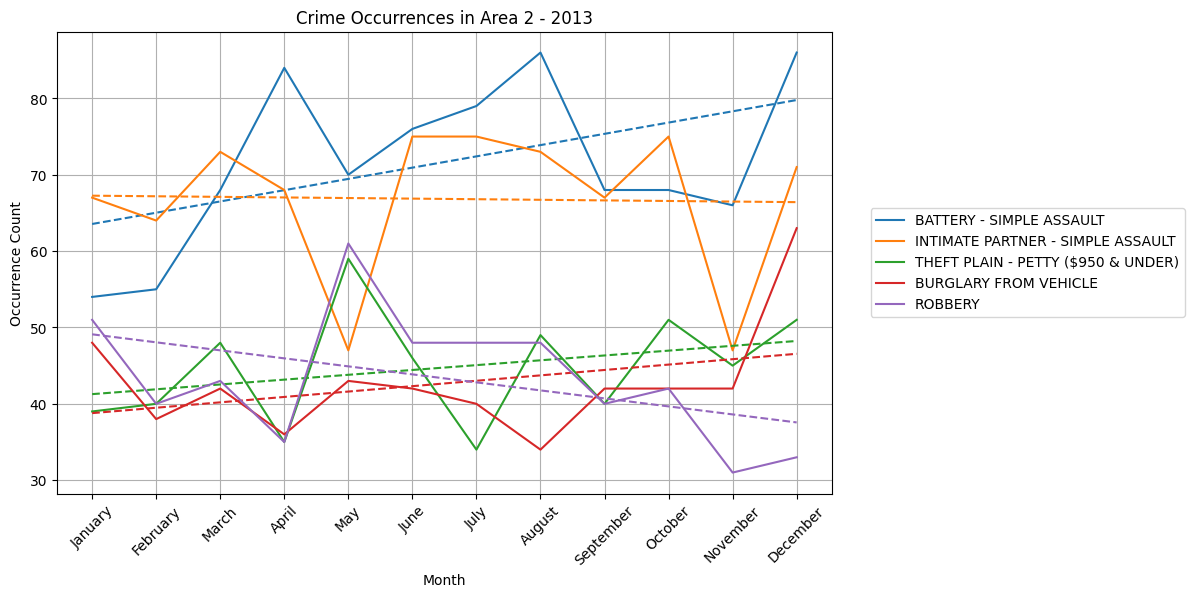 Crime Occurrences in Area 2 - 2013
Occurrence Count
80
70
60
50
40
30
January
February
March
April
May
June
July
August
September
October
November
December
Month
BATTERY - SIMPLE ASSAULT
INTIMATE PARTNER - SIMPLE ASSAULT
THEFT PLAIN - PETTY ($950 & UNDER)
BURGLARY FROM VEHICLE
ROBBERY